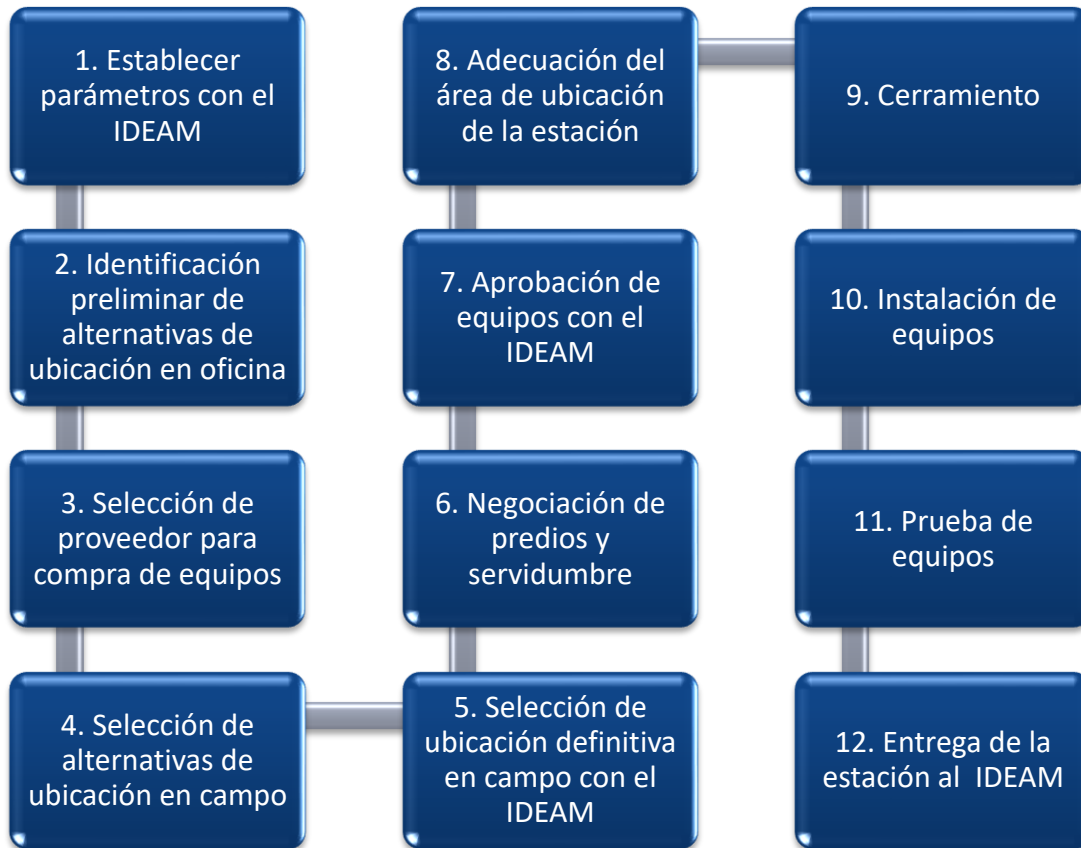 1. Establecer
parámetros con el
IDEAM
2. Identificación
preliminar de
alternativas de
ubicación en oficina
3. Selección de
proveedor para
compra de equipos
4. Selección de
alternativas de
ubicación en campo
5. Selección de
ubicación definitiva
en campo con el
IDEAM
6. Negociación de
predios y
servidumbre
7. Aprobación de
equipos con el
IDEAM
8. Adecuación del
área de ubicación
de la estación
9. Cerramiento
10. Instalación de
equipos
11. Prueba de
equipos
12. Entrega de la
estación al  IDEAM